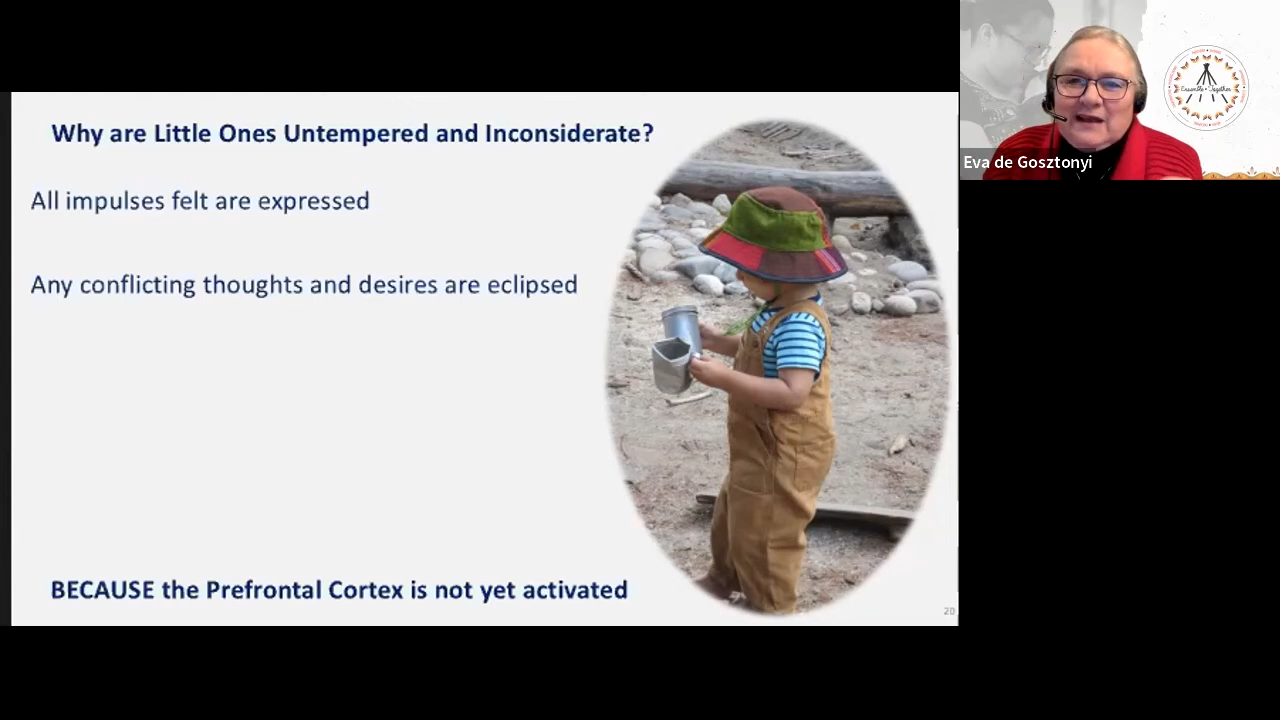 Why are Little Ones Untempered and Inconsiderate?
All impulses felt are expressed
Any conflicting thoughts and desires are eclipsed
BECAUSE the Prefrontal Cortex is not yet activated
20
Eva de Gosztonyi
Ensemble • Together